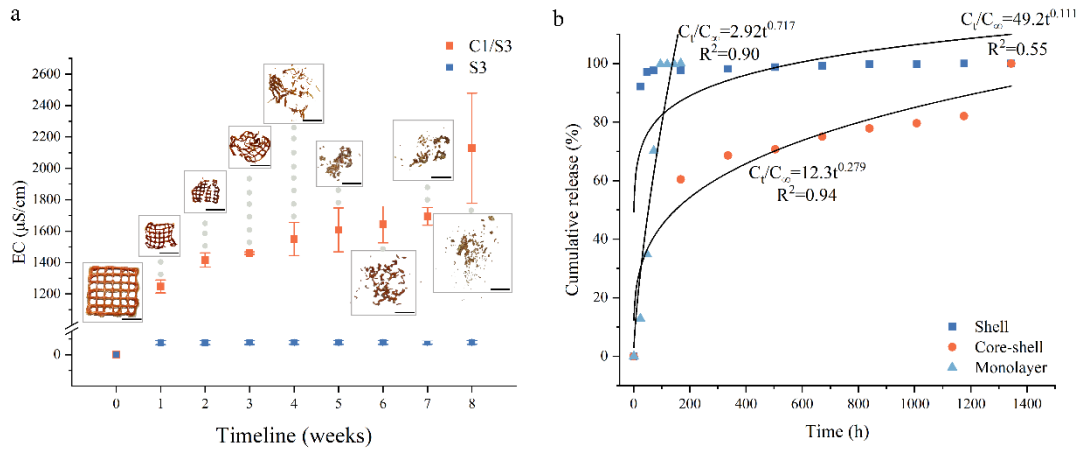 a
C1/S3
S3
EC (μS/cm)
2600
2400
2200
2000
1800
1600
1400
1200
0
0 1 2 3 4 5 6 7 8
Timeline (weeks)
b
Cₜ/C∞=2.92t^0.717
R²=0.90
Cₜ/C∞=49.2t^0.111
R²=0.55
Cₜ/C∞=12.3t^0.279
R²=0.94
Cumulative release (%)
100
80
60
40
20
0
Shell
Core-shell
Monolayer
0 200 400 600 800 1000 1200 1400
Time (h)